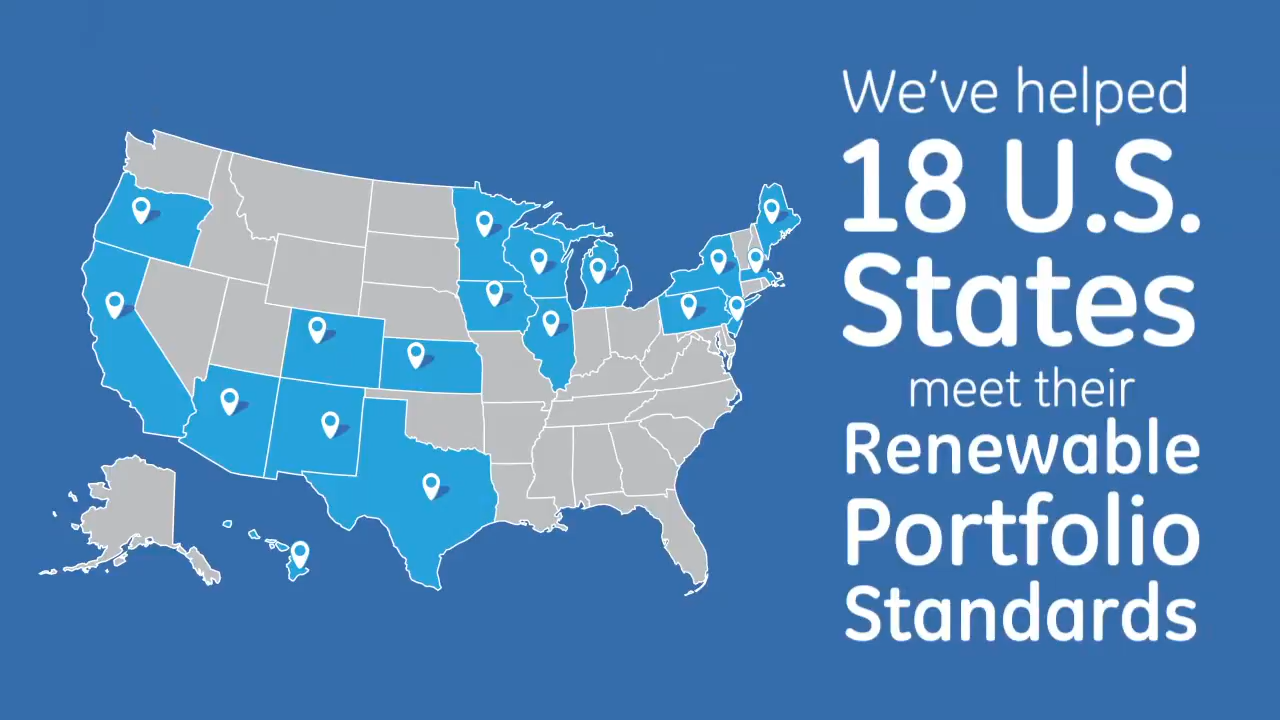 We've helped
18 U.S.
States
meet their
Renewable
Portfolio
Standards